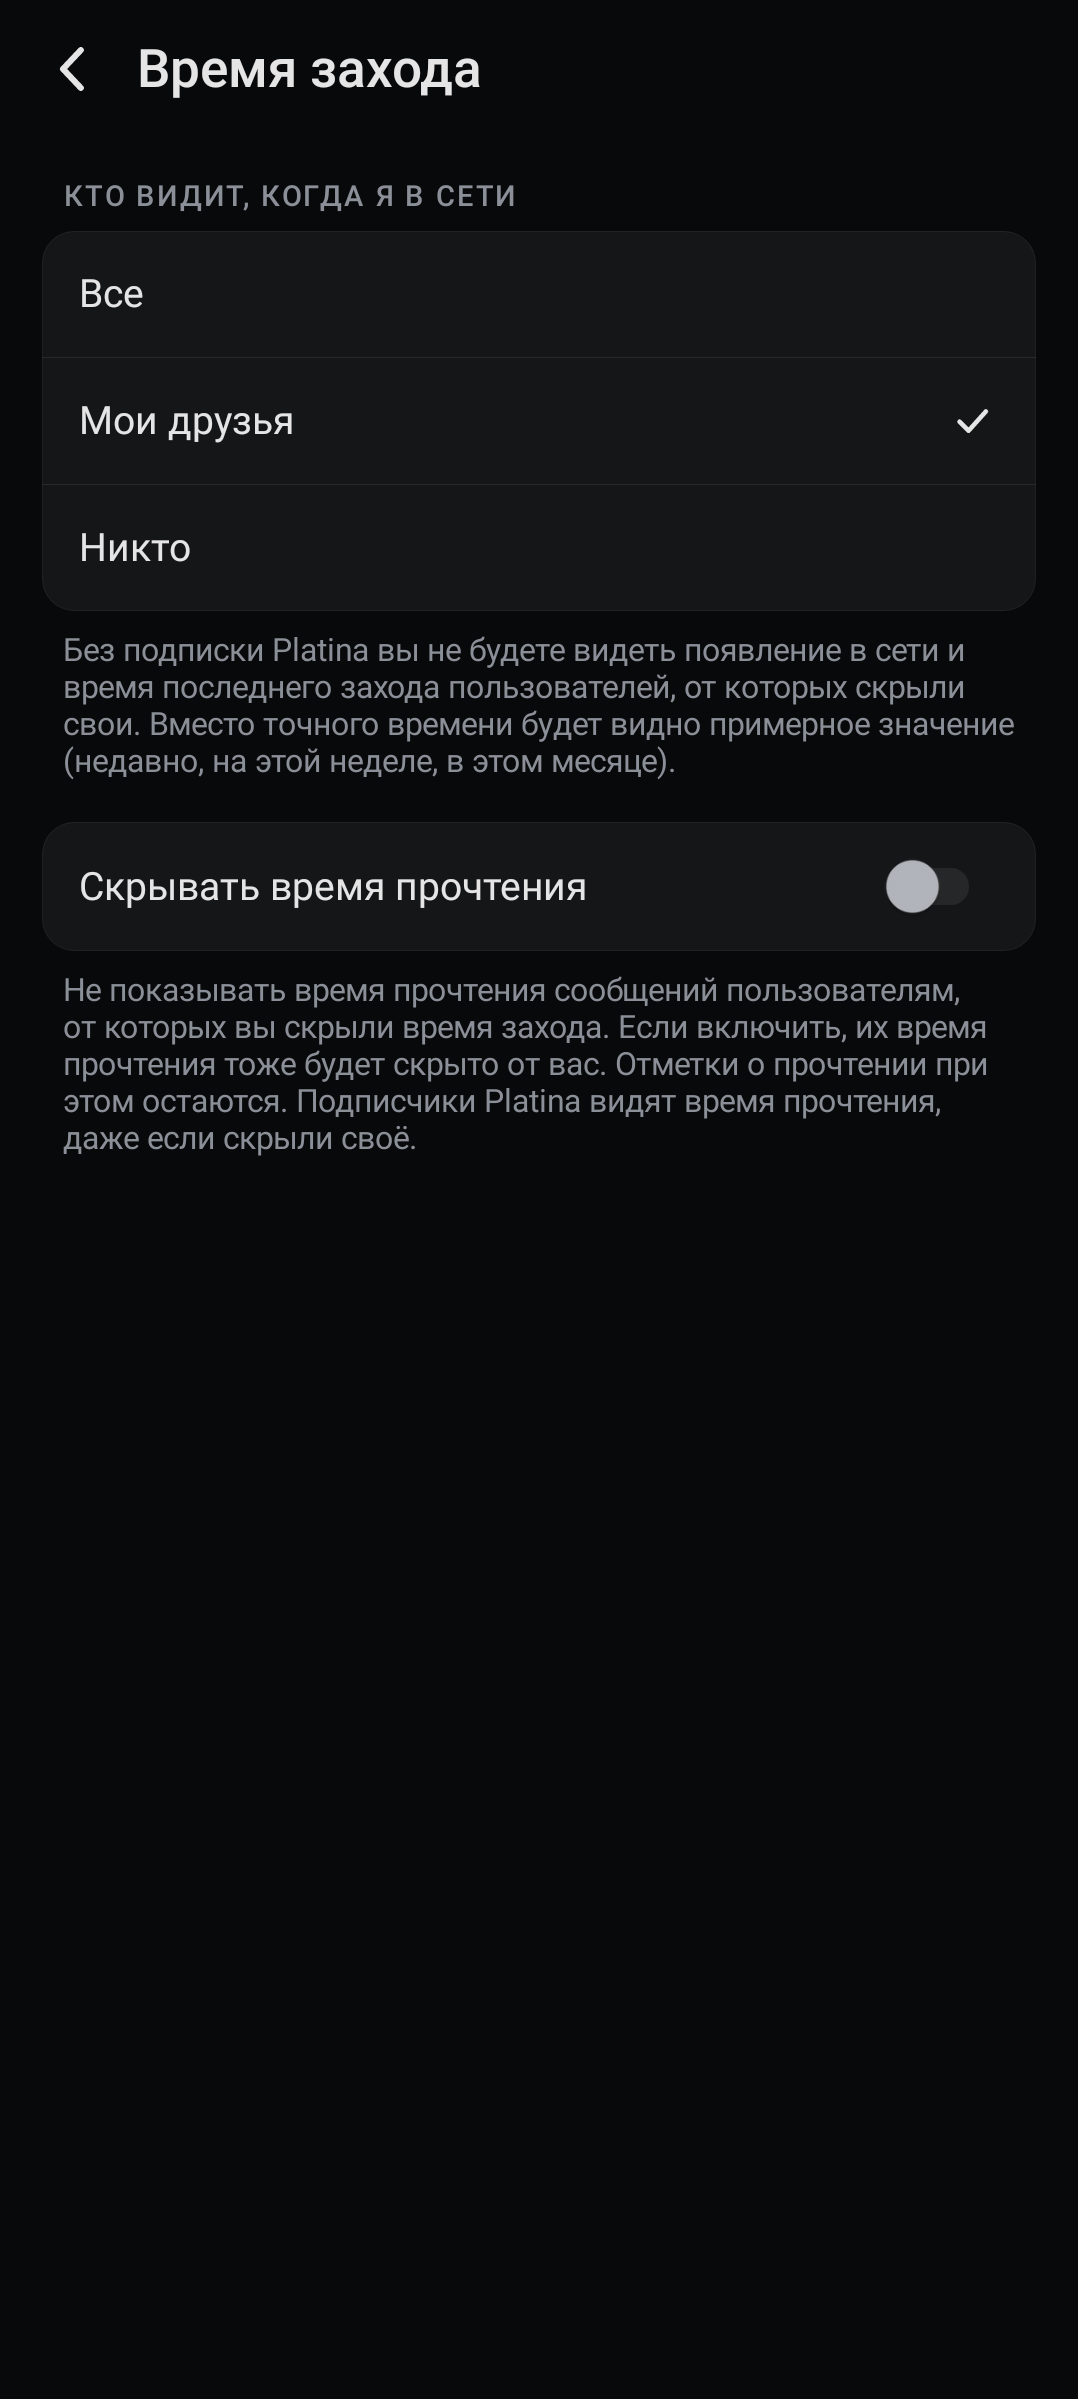 Время захода
КТО ВИДИТ, КОГДА Я В СЕТИ
Все
Мои друзья
Никто
Без подписки Platina вы не будете видеть появление в сети и
время последнего захода пользователей, от которых скрыли
свои. Вместо точного времени будет видно примерное значение
(недавно, на этой неделе, в этом месяце).
Скрывать время прочтения
Не показывать время прочтения сообщений пользователям,
от которых вы скрыли время захода. Если включить, их время
прочтения тоже будет скрыто от вас. Отметки о прочтении при
этом остаются. Подписчики Platina видят время прочтения,
даже если скрыли своё.